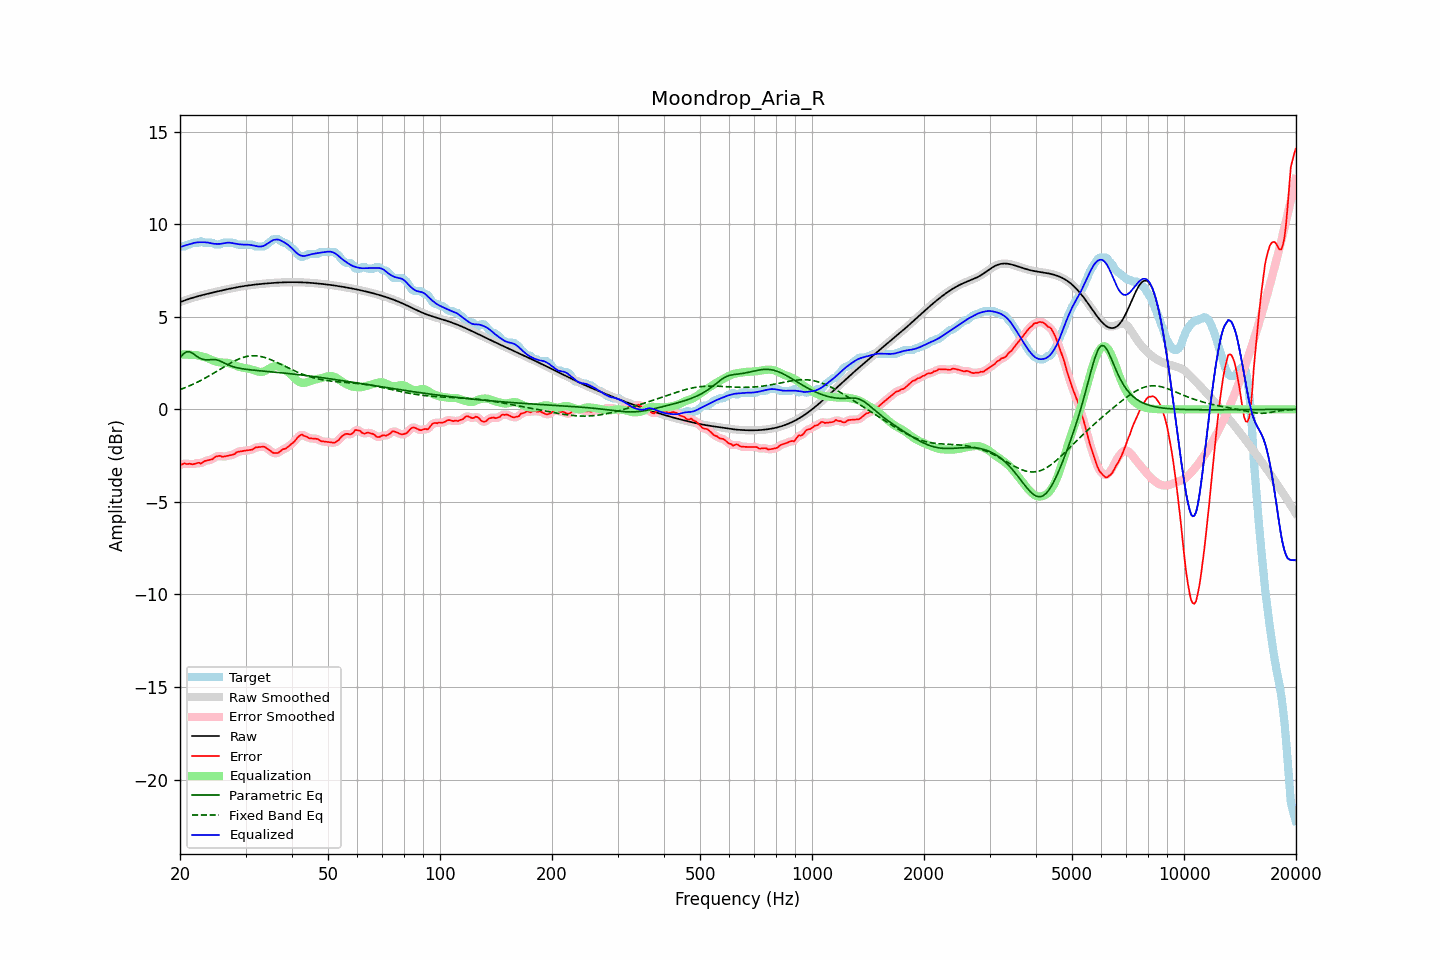 Moondrop_Aria_R
15
10
5
0
−5
−10
−15
−20
Amplitude (dBr)
Target
Raw Smoothed
Error Smoothed
Raw
Error
Equalization
Parametric Eq
Fixed Band Eq
Equalized
20 50 100 200 500 1000 2000 5000 10000 20000
Frequency (Hz)